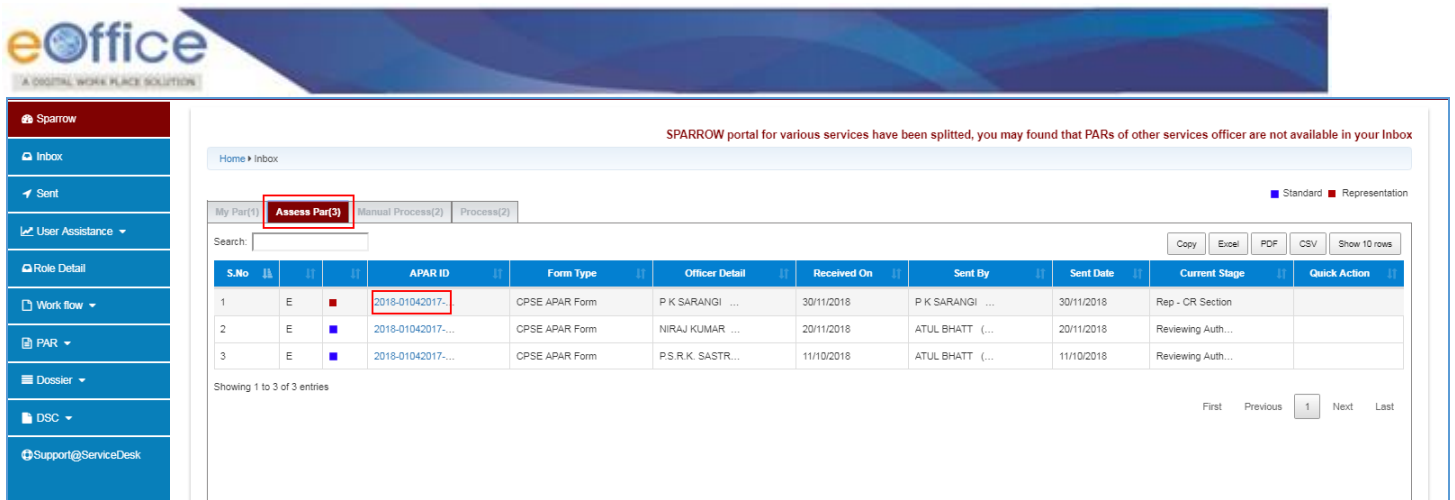 eOffice
A DIGITAL WORK PLACE SOLUTION
Sparrow
Inbox
Sent
User Assistance
Role Detail
Work flow
PAR
Dossier
DSC
Support@ServiceDesk
SPARROW portal for various services have been splitted, you may found that PARs of other services officer are not available in your Inbox
Home Inbox
Standard Representation
My Par(1) Assess Par(3) Manual Process(2) Process(2)
Search: Copy Excel PDF CSV Show 10 rows
S.No APAR ID Form Type Officer Detail Received On Sent By Sent Date Current Stage Quick Action
1 E 2018-01042017-... CPSE APAR Form P K SARANGI ... 30/11/2018 P K SARANGI ... 30/11/2018 Rep - CR Section
2 E 2018-01042017-... CPSE APAR Form NIRAJ KUMAR ... 20/11/2018 ATUL BHATT (... 20/11/2018 Reviewing Auth...
3 E 2018-01042017-... CPSE APAR Form P.S.R.K. SASTR... 11/10/2018 ATUL BHATT (... 11/10/2018 Reviewing Auth...
Showing 1 to 3 of 3 entries
First Previous 1 Next Last